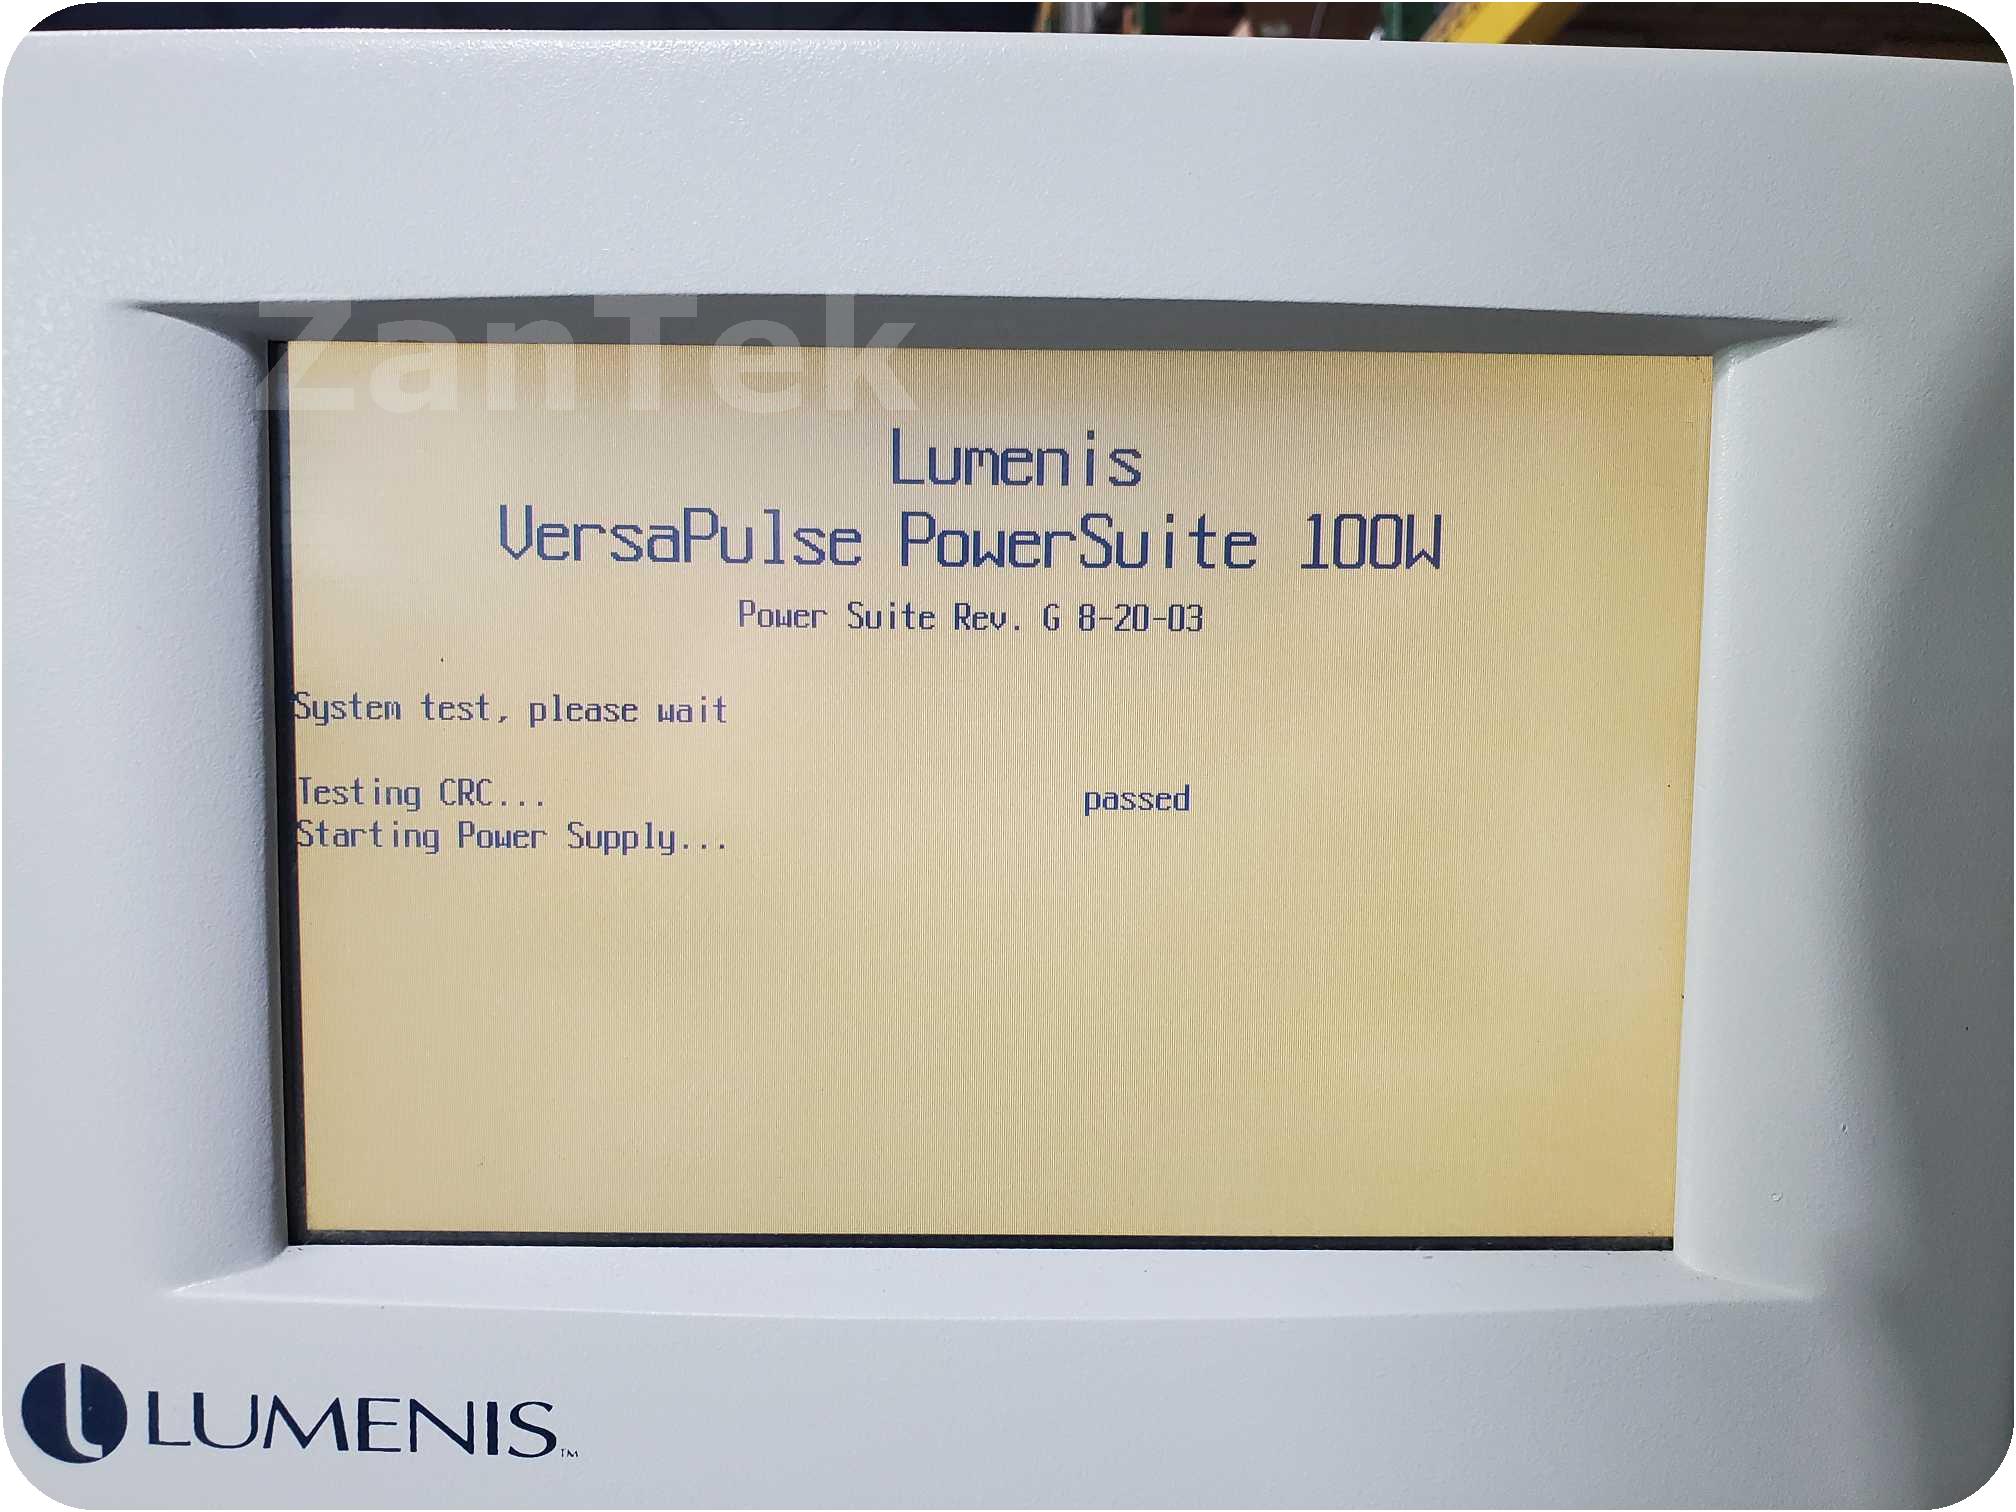 ZanTek
Lumenis
VersaPulse PowerSuite 100W
Power Suite Rev. G 8-20-03
System test, please wait
Testing CRC... passed
Starting Power Supply...
LUMENIS™